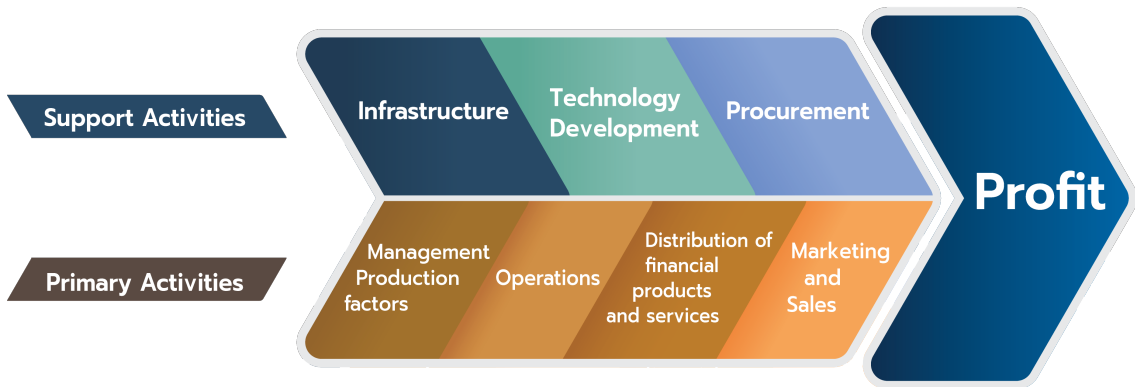 Support Activities
Infrastructure
Technology
Development
Procurement
Profit
Primary Activities
Management
Production
factors
Operations
Distribution of
financial
products
and services
Marketing
and
Sales